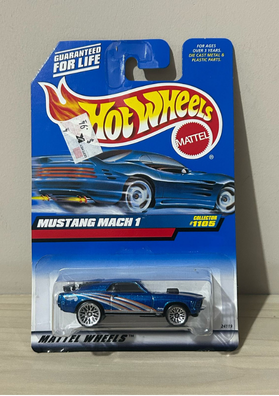 GUARANTEED
FOR LIFE
FOR AGES
OVER 3 YEARS.
DIE CAST METAL &
PLASTIC PARTS.
Hot Wheels
MATTEL
MUSTANG MACH 1
COLLECTOR
#1105
MATTEL WHEELS